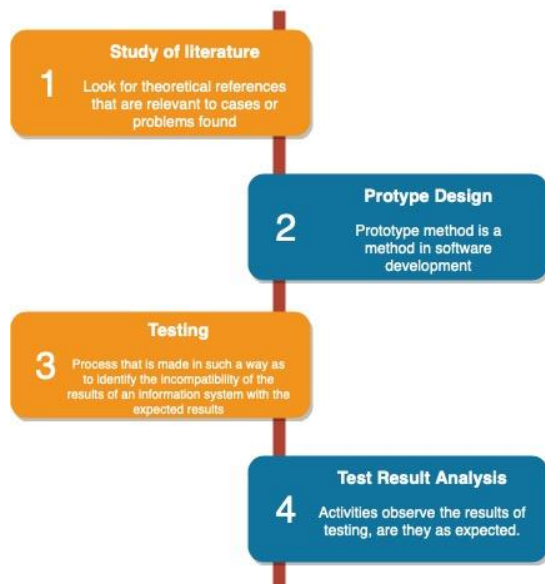 Study of literature
1
Look for theoretical references
that are relevant to cases or
problems found
Protype Design
2
Prototype method is a
method in software
development
Testing
3
Process that is made in such a way as
to identify the incompatibility of the
results of an information system with the
expected results
Test Result Analysis
4
Activities observe the results of
testing, are they as expected.